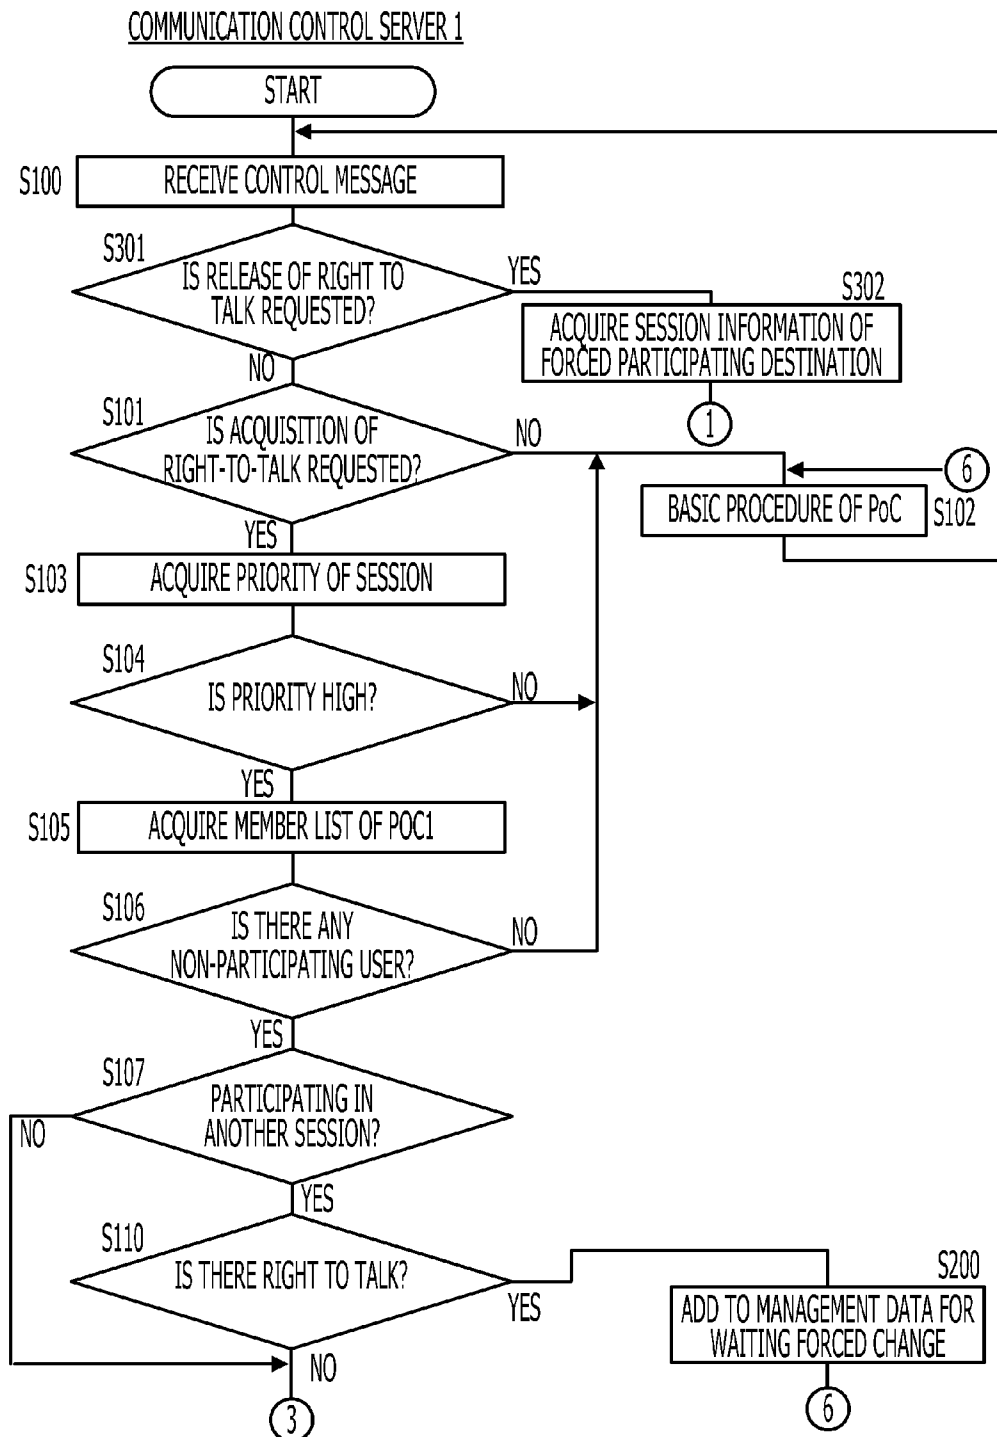 COMMUNICATION CONTROL SERVER 1
START
S100
RECEIVE CONTROL MESSAGE
S301
IS RELEASE OF RIGHT TO
TALK REQUESTED?
YES
S302
ACQUIRE SESSION INFORMATION OF
FORCED PARTICIPATING DESTINATION
1
NO
S101
IS ACQUISITION OF
RIGHT-TO-TALK REQUESTED?
NO
6
BASIC PROCEDURE OF PoC
S102
YES
S103
ACQUIRE PRIORITY OF SESSION
S104
IS PRIORITY HIGH?
NO
YES
S105
ACQUIRE MEMBER LIST OF POC1
S106
IS THERE ANY
NON-PARTICIPATING USER?
NO
YES
S107
PARTICIPATING IN
ANOTHER SESSION?
NO
YES
S110
IS THERE RIGHT TO TALK?
YES
S200
ADD TO MANAGEMENT DATA FOR
WAITING FORCED CHANGE
6
NO
3